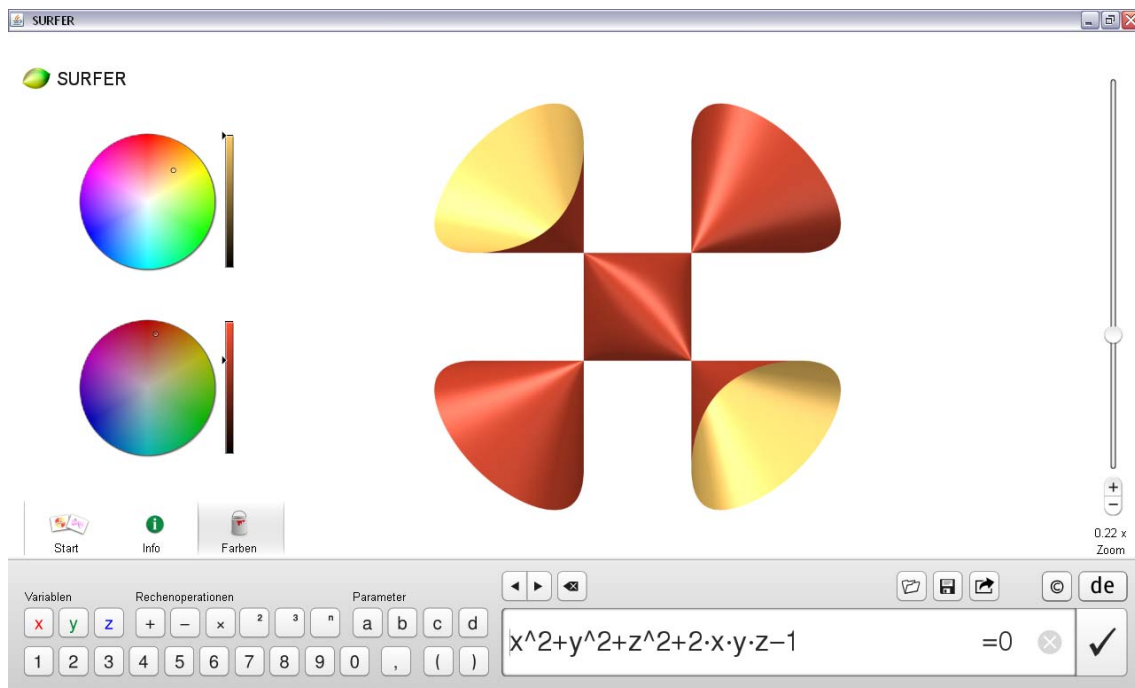 SURFER
SURFER
Start
Info
Farben
+
−
0.22 x
Zoom
Variablen
Rechenoperationen
Parameter
x y z + − × ² ³ ⁿ a b c d
1 2 3 4 5 6 7 8 9 0 , ( )
© de
x^2+y^2+z^2+2·x·y·z−1 =0